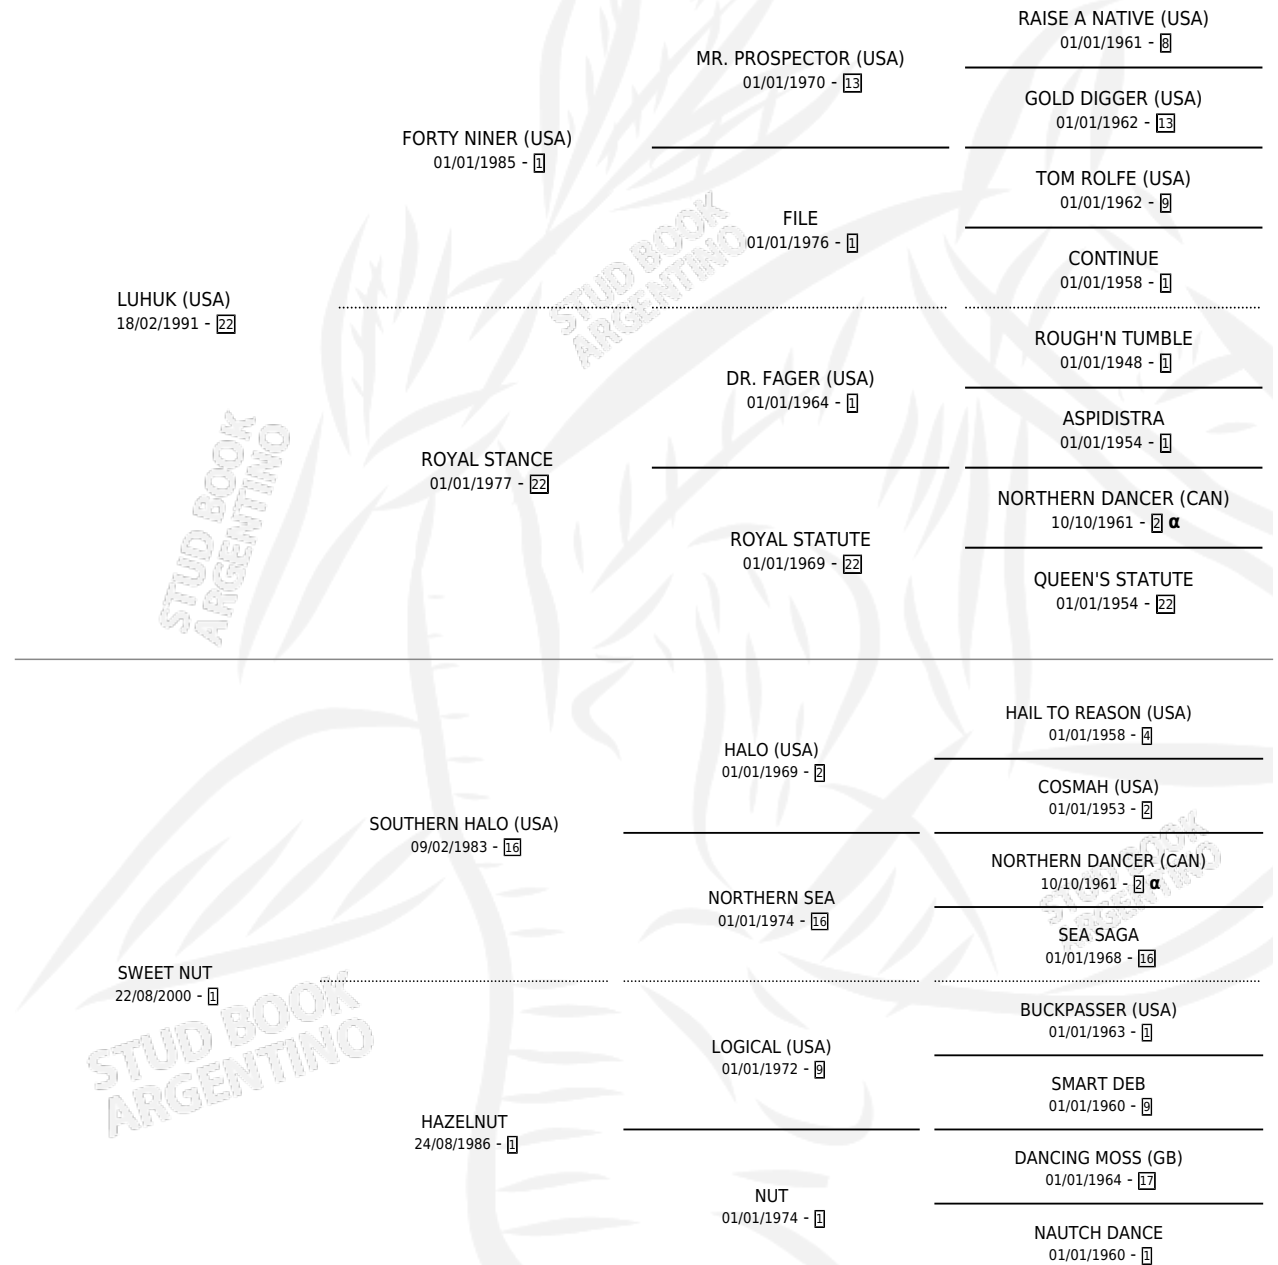 RAISE A NATIVE (USA)
01/01/1961 - 8
MR. PROSPECTOR (USA)
01/01/1970 - 13
GOLD DIGGER (USA)
01/01/1962 - 13
FORTY NINER (USA)
01/01/1985 - 1
TOM ROLFE (USA)
01/01/1962 - 9
FILE
01/01/1976 - 1
CONTINUE
01/01/1958 - 1
LUHUK (USA)
18/02/1991 - 22
ROUGH'N TUMBLE
01/01/1948 - 1
DR. FAGER (USA)
01/01/1964 - 1
ASPIDISTRA
01/01/1954 - 1
ROYAL STANCE
01/01/1977 - 22
NORTHERN DANCER (CAN)
10/10/1961 - 2 α
ROYAL STATUTE
01/01/1969 - 22
QUEEN'S STATUTE
01/01/1954 - 22
HAIL TO REASON (USA)
01/01/1958 - 4
HALO (USA)
01/01/1969 - 2
COSMAH (USA)
01/01/1953 - 2
SOUTHERN HALO (USA)
09/02/1983 - 16
NORTHERN DANCER (CAN)
10/10/1961 - 2 α
NORTHERN SEA
01/01/1974 - 16
SEA SAGA
01/01/1968 - 16
SWEET NUT
22/08/2000 - 1
BUCKPASSER (USA)
01/01/1963 - 1
LOGICAL (USA)
01/01/1972 - 9
SMART DEB
01/01/1960 - 9
HAZELNUT
24/08/1986 - 1
DANCING MOSS (GB)
01/01/1964 - 17
NUT
01/01/1974 - 1
NAUTCH DANCE
01/01/1960 - 1
STUD BOOK
ARGENTINO
STUD BOOK
ARGENTINO
STUD BOOK
ARGENTINO
STUD BOOK
ARGENTINO